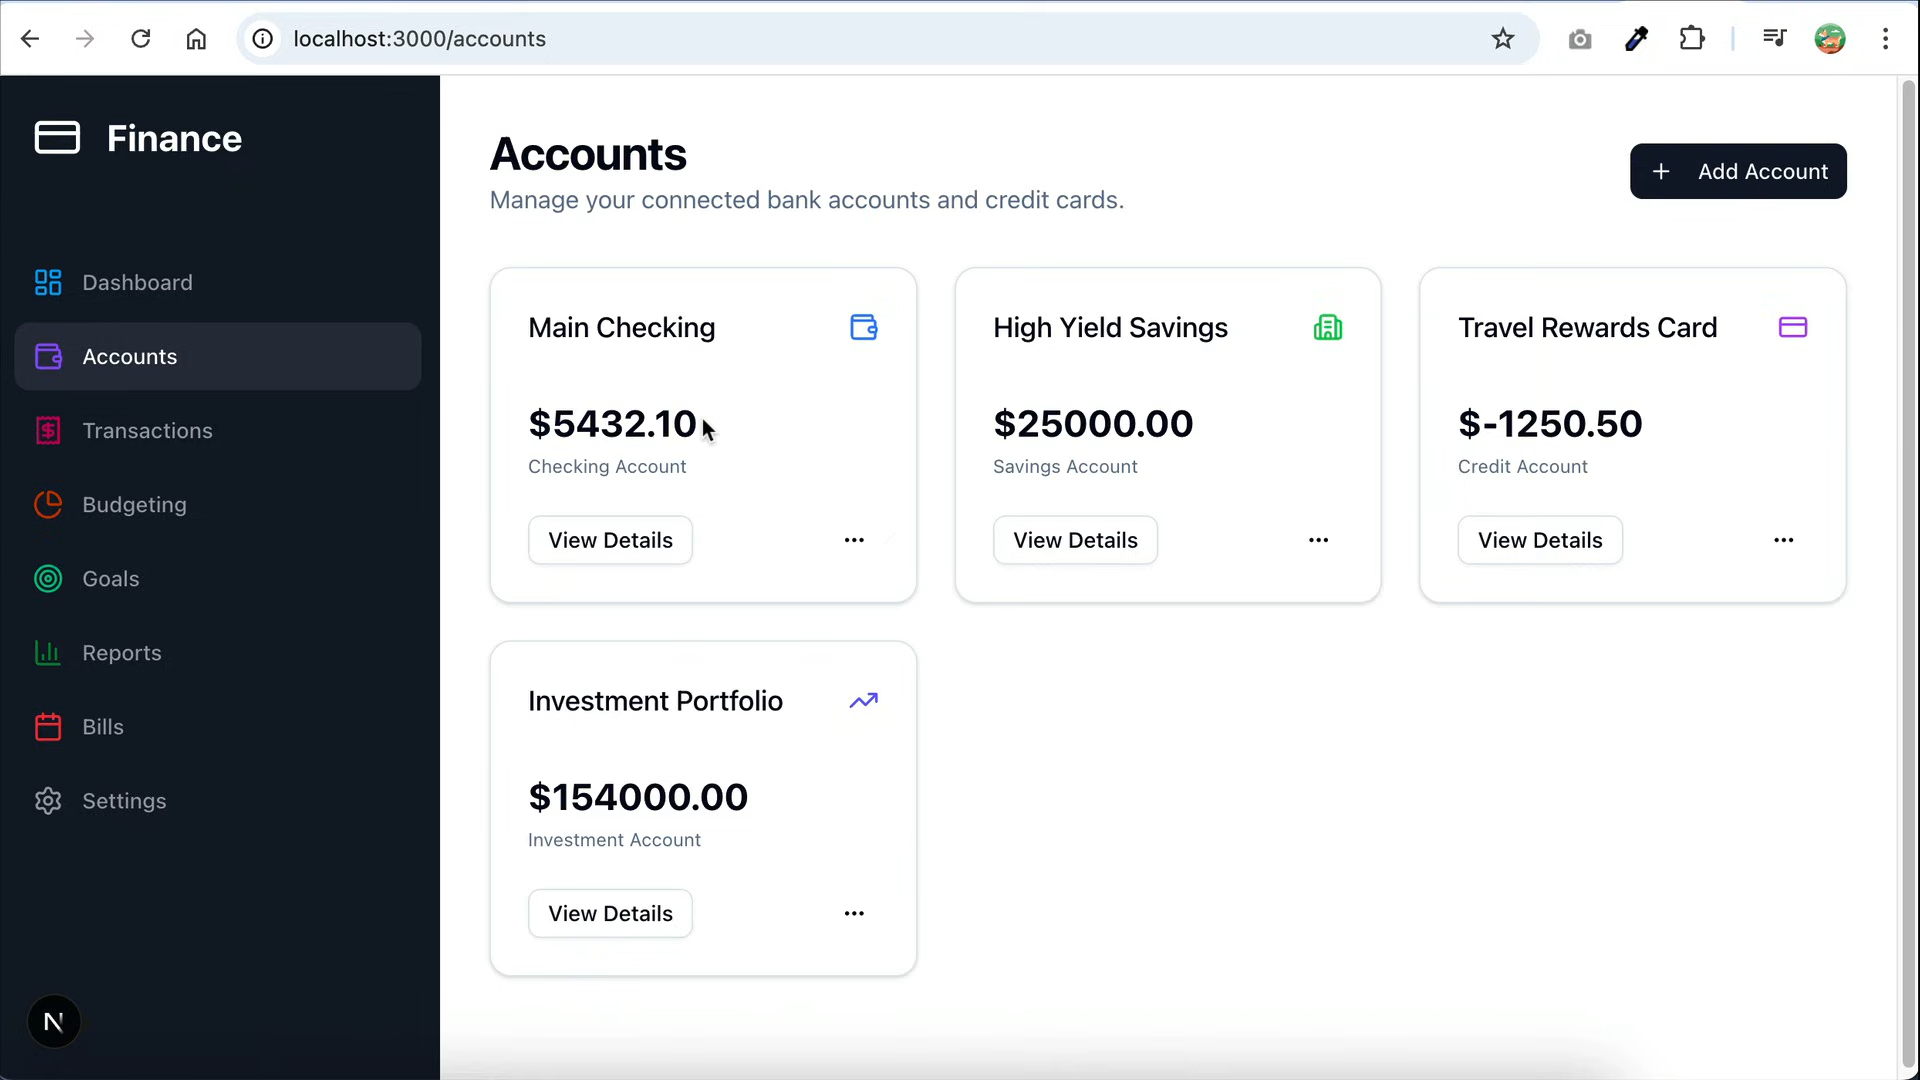 localhost:3000/accounts
Finance
Dashboard
Accounts
Transactions
Budgeting
Goals
Reports
Bills
Settings
N
Accounts
Manage your connected bank accounts and credit cards.
+ Add Account
Main Checking
$5432.10
Checking Account
View Details
...
High Yield Savings
$25000.00
Savings Account
View Details
...
Travel Rewards Card
$-1250.50
Credit Account
View Details
...
Investment Portfolio
$154000.00
Investment Account
View Details
...